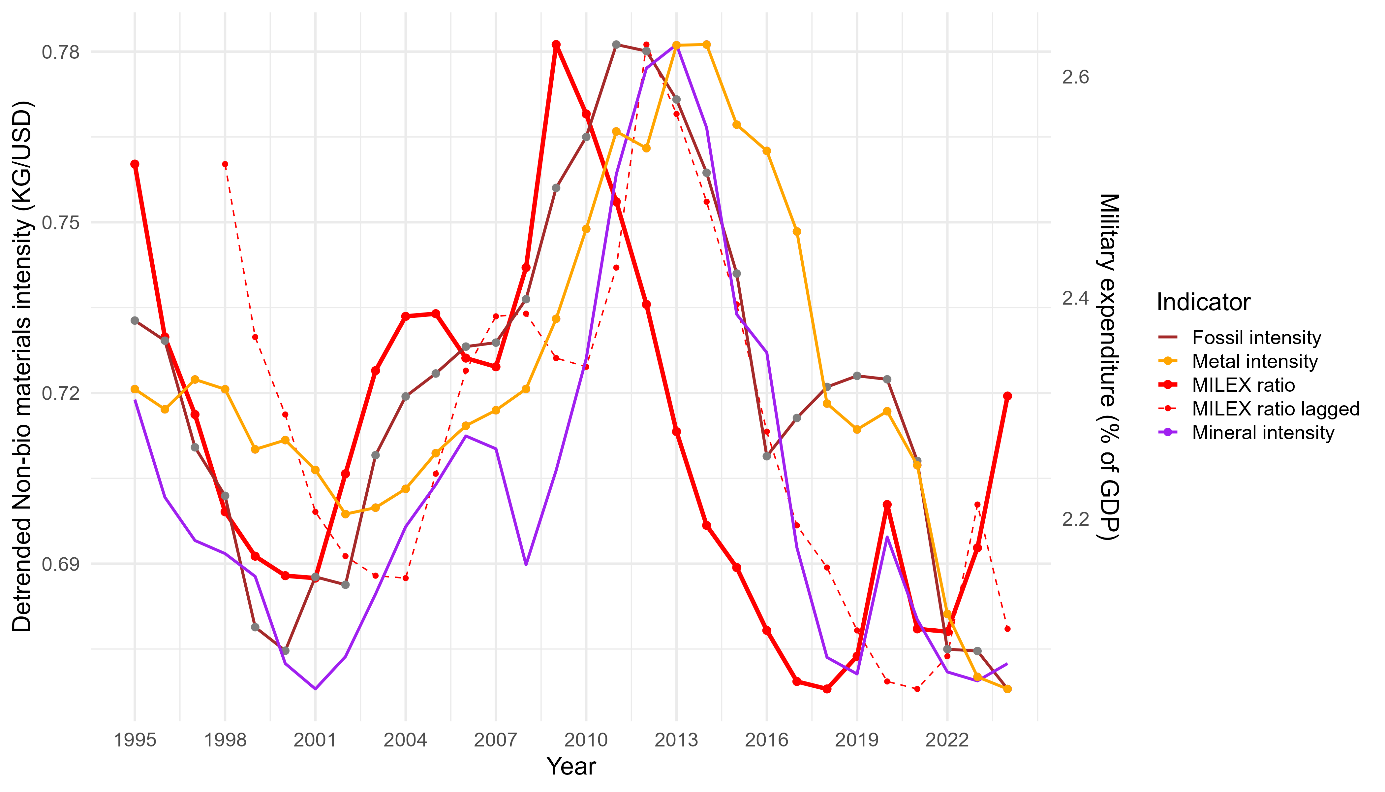 Detrended Non-bio materials intensity (KG/USD)
0.78
0.75
0.72
0.69
2.6
2.4
2.2
Military expenditure (% of GDP)
1995 1998 2001 2004 2007 2010 2013 2016 2019 2022
Year
Indicator
Fossil intensity
Metal intensity
MILEX ratio
MILEX ratio lagged
Mineral intensity